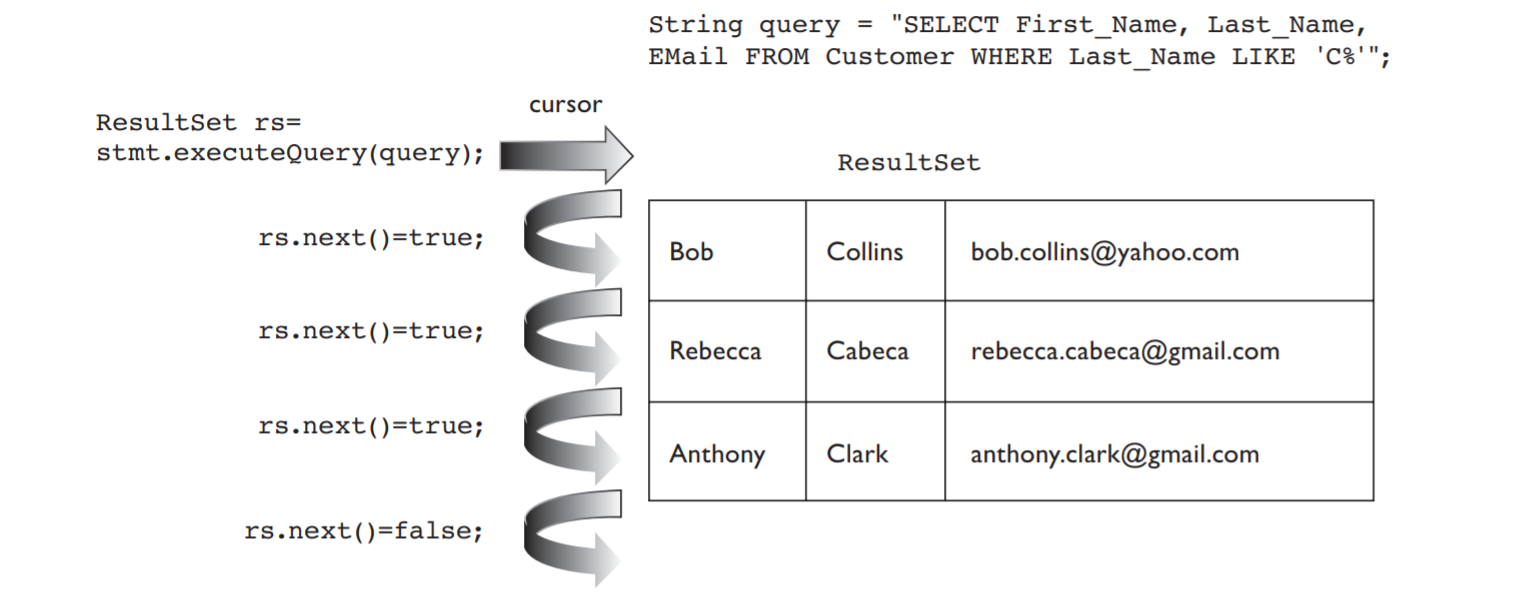 String query = "SELECT First_Name, Last_Name,
EMail FROM Customer WHERE Last_Name LIKE 'C%'";
cursor
ResultSet rs=
stmt.executeQuery(query);
ResultSet
rs.next()=true;
Bob Collins bob.collins@yahoo.com
rs.next()=true;
Rebecca Cabeca rebecca.cabeca@gmail.com
rs.next()=true;
Anthony Clark anthony.clark@gmail.com
rs.next()=false;